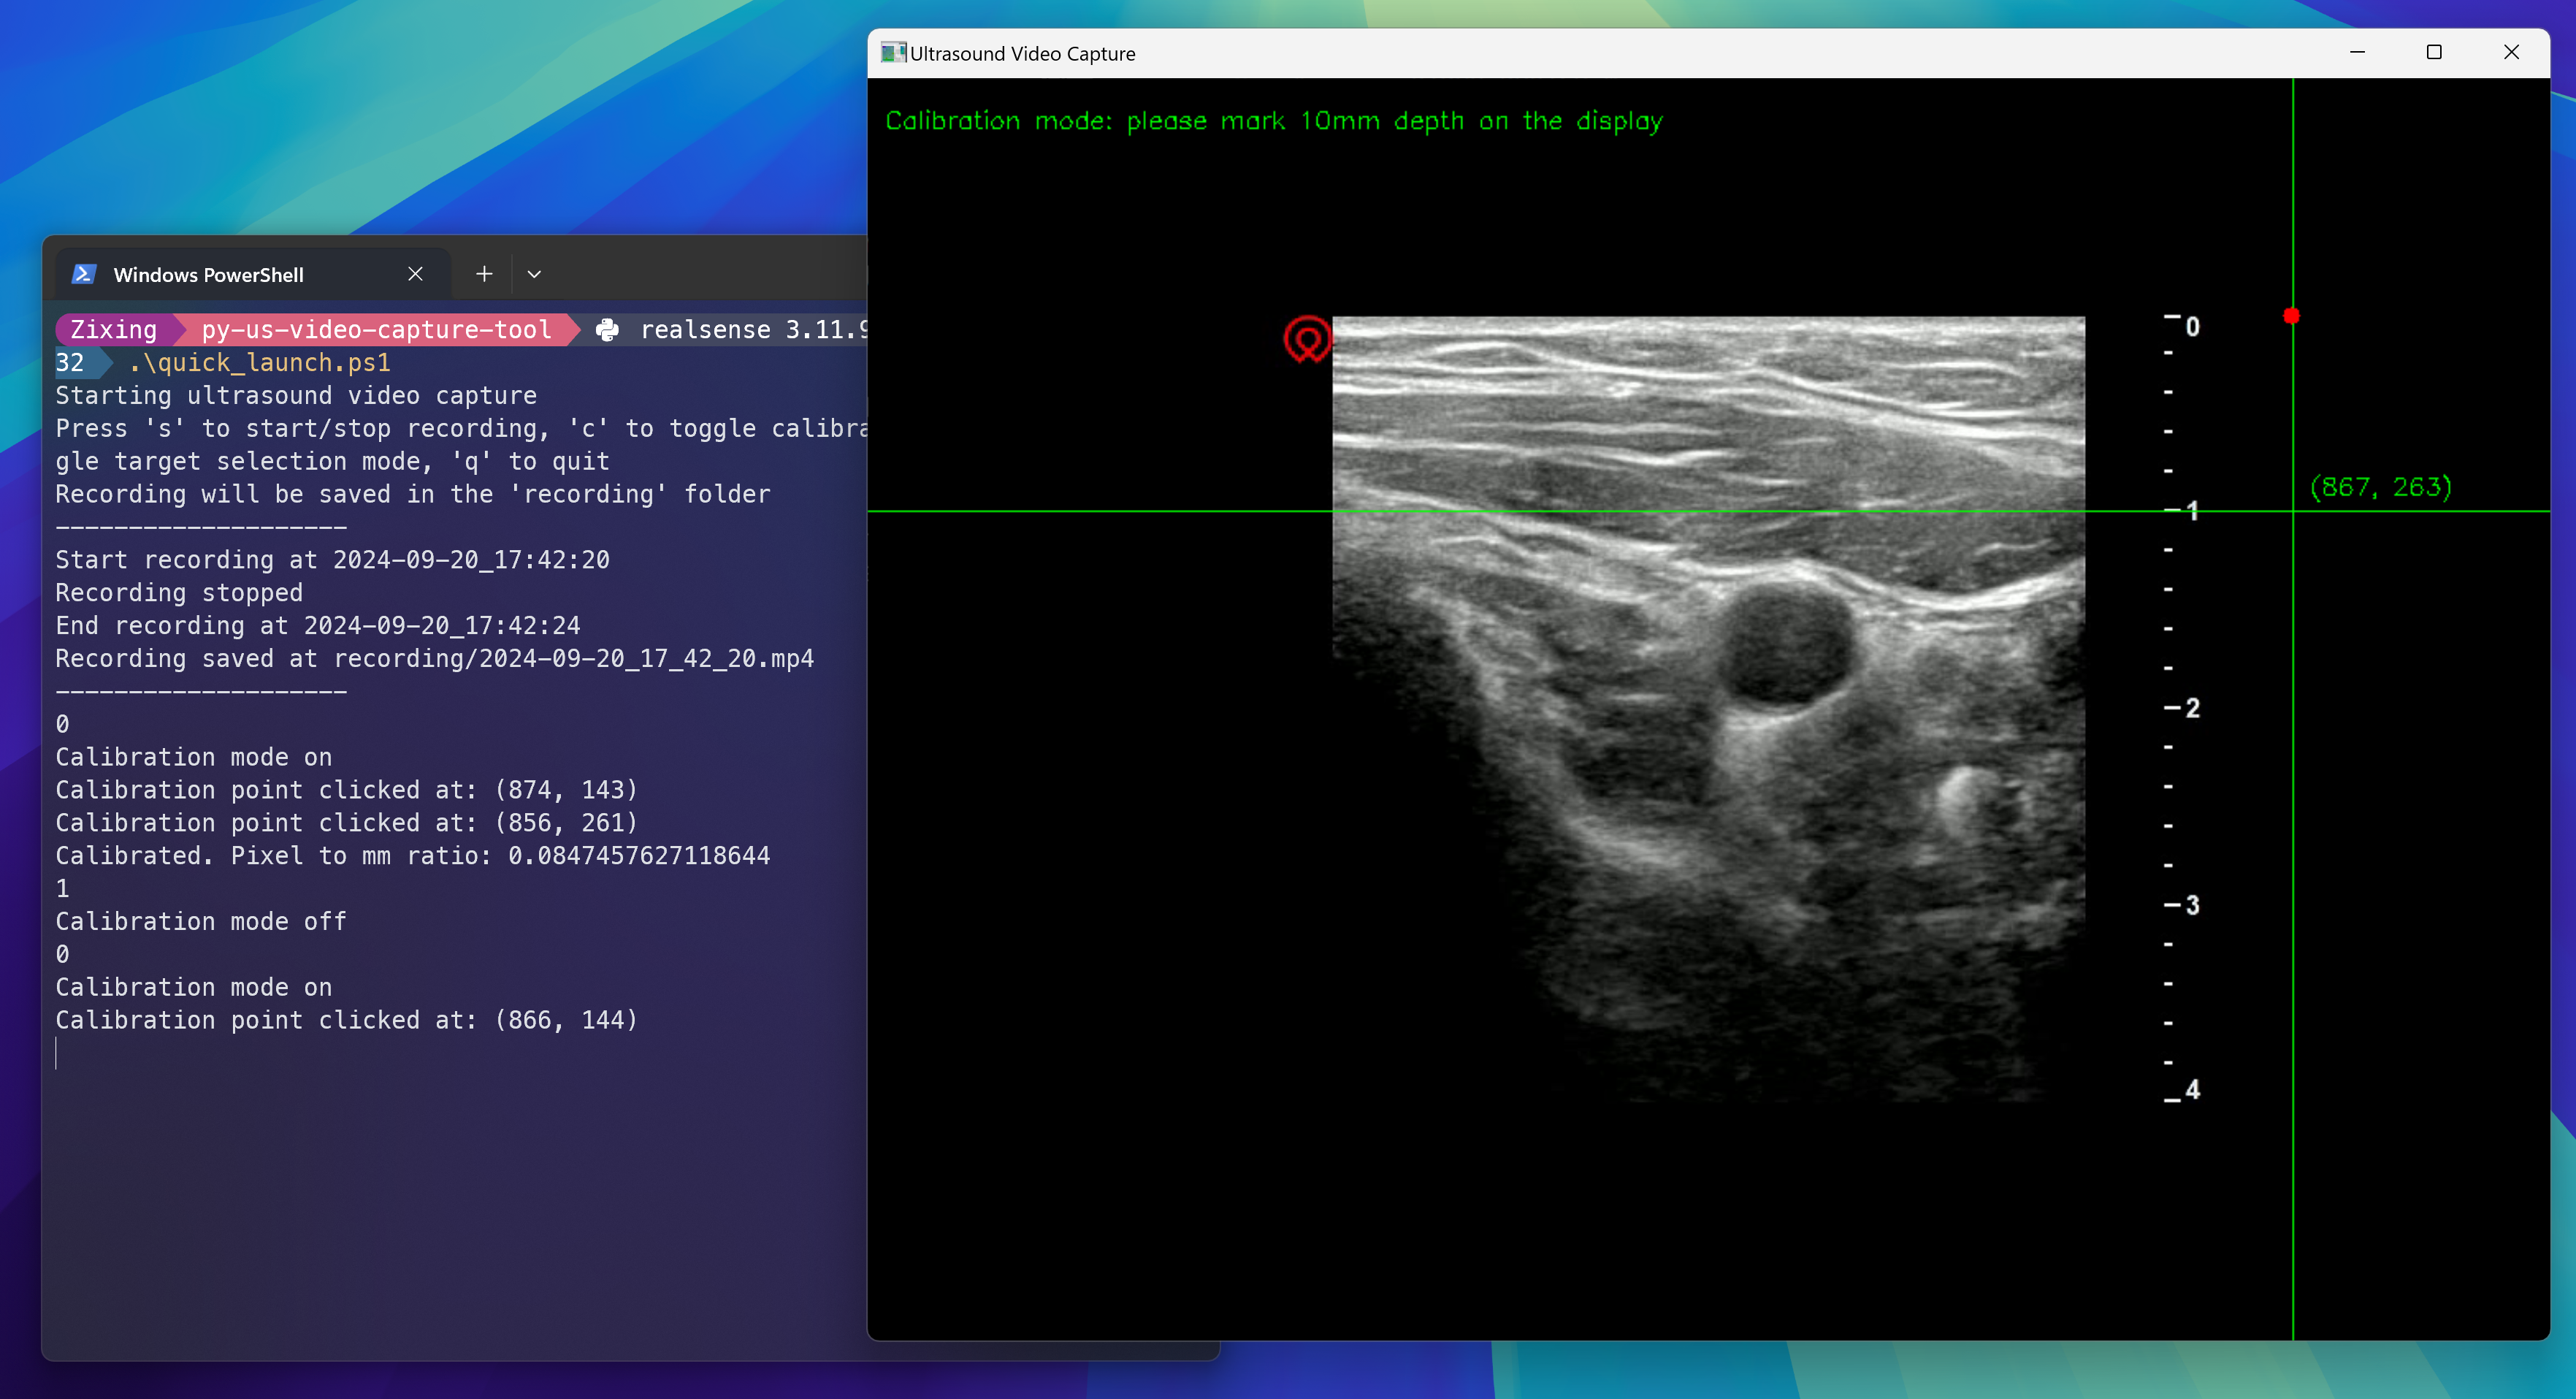 Ultrasound Video Capture
Calibration mode: please mark 10mm depth on the display
Windows PowerShell
Zixing py-us-video-capture-tool realsense 3.11.9
32 .\quick_launch.ps1
Starting ultrasound video capture
Press 's' to start/stop recording, 'c' to toggle calibra
gle target selection mode, 'q' to quit
Recording will be saved in the 'recording' folder
--------------------
Start recording at 2024-09-20_17:42:20
Recording stopped
End recording at 2024-09-20_17:42:24
Recording saved at recording/2024-09-20_17_42_20.mp4
--------------------
0
Calibration mode on
Calibration point clicked at: (874, 143)
Calibration point clicked at: (856, 261)
Calibrated. Pixel to mm ratio: 0.0847457627118644
1
Calibration mode off
0
Calibration mode on
Calibration point clicked at: (866, 144)
0
(867, 263)
1
2
3
4